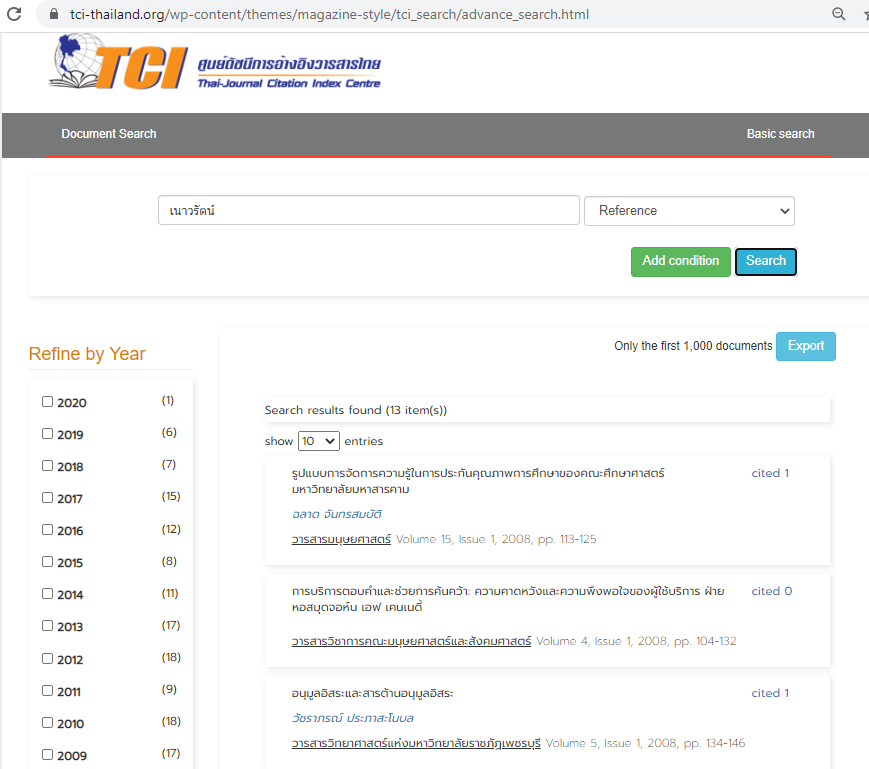 tci-thailand.org/wp-content/themes/magazine-style/tci_search/advance_search.html
TCI ศูนย์ดัชนีการอ้างอิงวารสารไทย
Thai-Journal Citation Index Centre
Document Search Basic search
เนาวรัตน์ Reference
Add condition Search
Refine by Year
Only the first 1,000 documents Export
2020 (1)
2019 (6)
2018 (7)
2017 (15)
2016 (12)
2015 (8)
2014 (11)
2013 (17)
2012 (18)
2011 (9)
2010 (18)
2009 (17)
Search results found (13 item(s))
show 10 entries
รูปแบบการจัดการความรู้ในการประกันคุณภาพการศึกษาของคณะศึกษาศาสตร์ cited 1
มหาวิทยาลัยมหาสารคาม
ฉลาด จันทรสมบัติ
วารสารมนุษยศาสตร์ Volume 15, Issue 1, 2008, pp. 113-125
การบริการตอบคำและช่วยการค้นคว้า: ความคาดหวังและความพึงพอใจของผู้ใช้บริการ ฝ่าย cited 0
หอสมุดจอห์น เอฟ เคนเนดี้
วารสารวิชาการคณะมนุษยศาสตร์และสังคมศาสตร์ Volume 4, Issue 1, 2008, pp. 104-132
อนุมูลอิสระและสารต้านอนุมูลอิสระ cited 1
วัชราภรณ์ ประภาสะโนบล
วารสารวิทยาศาสตร์แห่งมหาวิทยาลัยราชภัฏเพชรบุรี Volume 5, Issue 1, 2008, pp. 134-146